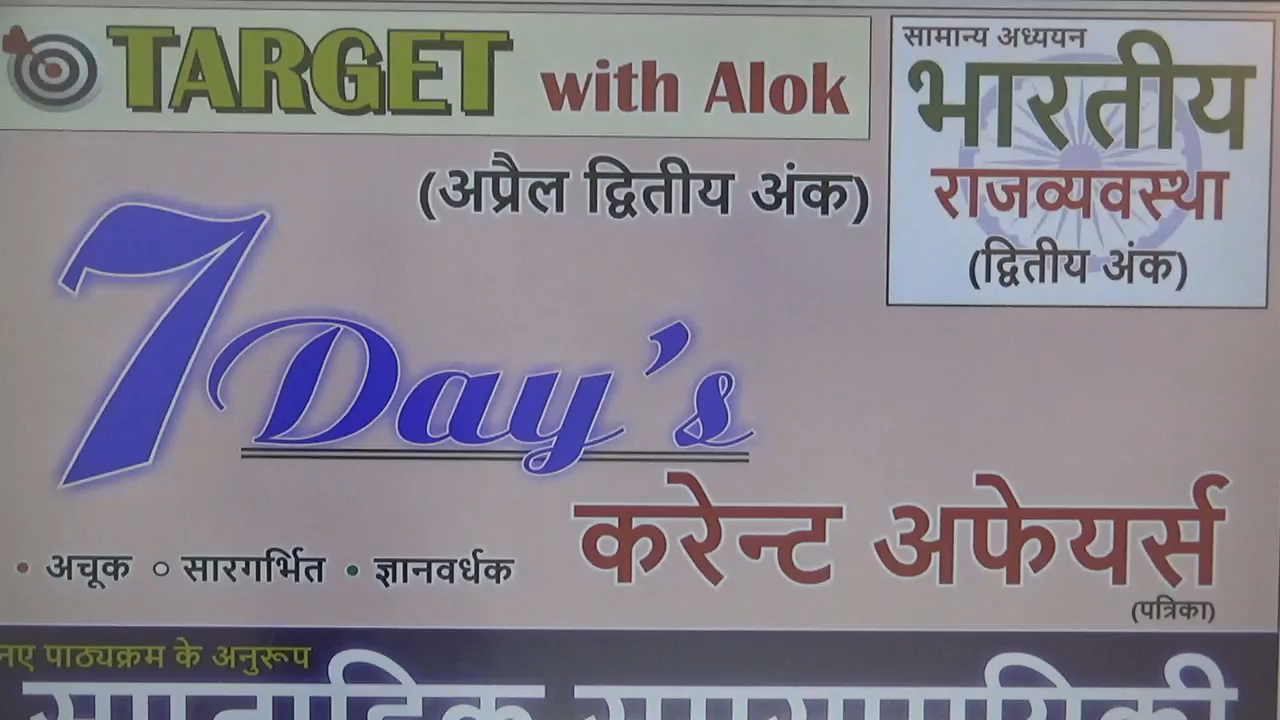 TARGET with Alok
सामान्य अध्ययन
भारतीय
राजव्यवस्था
(द्वितीय अंक)
(अप्रैल द्वितीय अंक)
7 Day's
करेन्ट अफेयर्स
(पत्रिका)
• अचूक ○ सारगर्भित • ज्ञानवर्धक
नए पाठ्यक्रम के अनुरूप